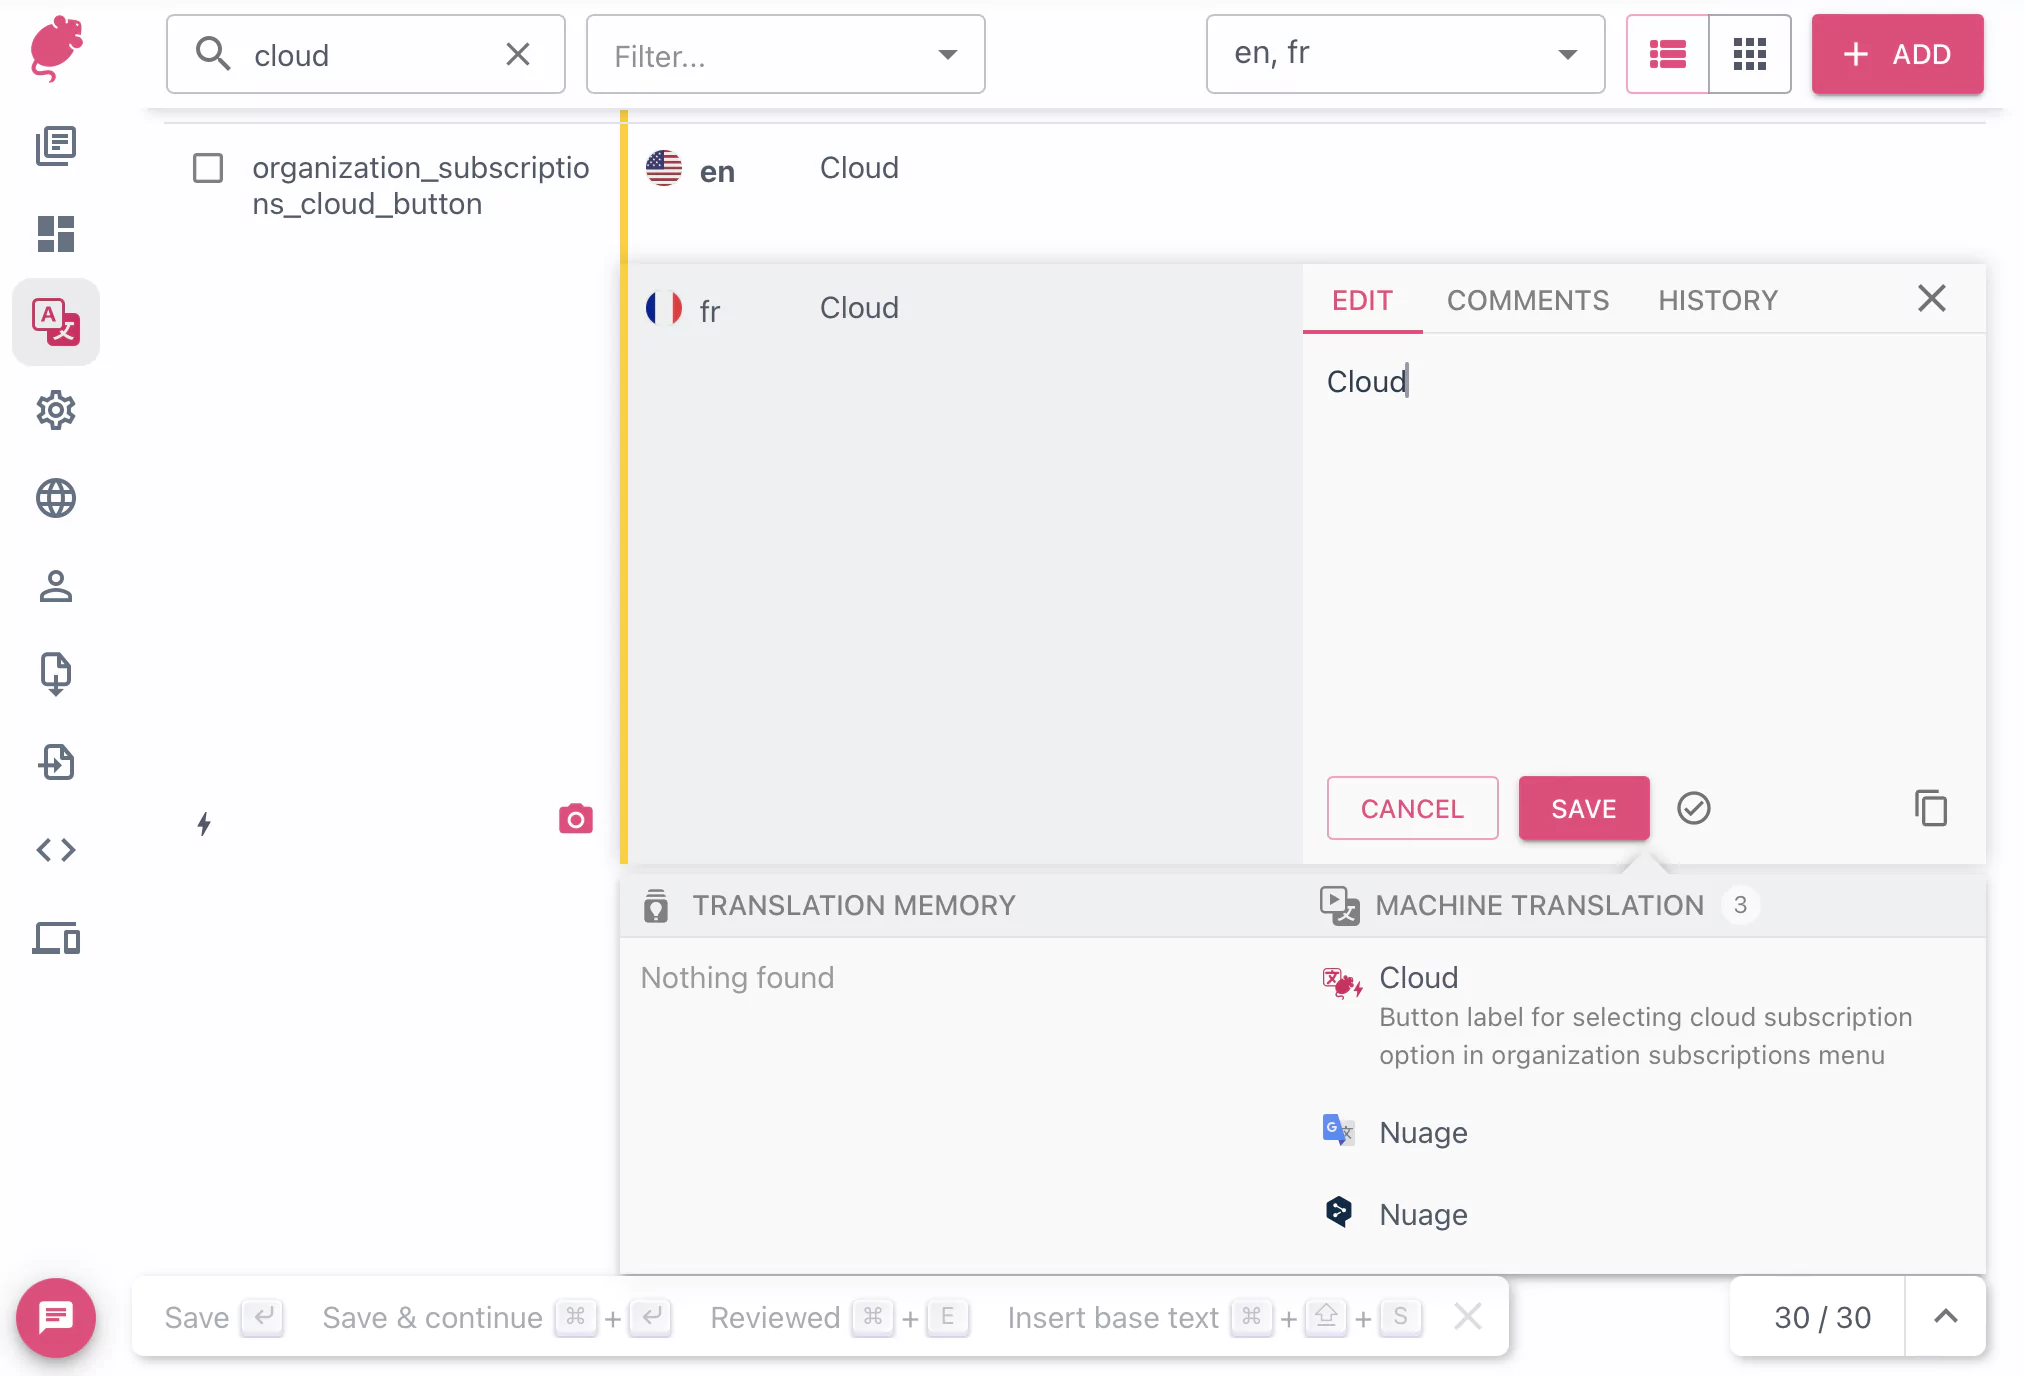 cloud
Filter...
en, fr
+ ADD
organization_subscriptio
ns_cloud_button
en
Cloud
fr
Cloud
EDIT
COMMENTS
HISTORY
Cloud
CANCEL
SAVE
TRANSLATION MEMORY
MACHINE TRANSLATION
3
Nothing found
Cloud
Button label for selecting cloud subscription
option in organization subscriptions menu
Nuage
Nuage
Save ↵ Save & continue ⌘ + ↵ Reviewed ⌘ + E Insert base text ⌘ + ⇧ + S
30 / 30